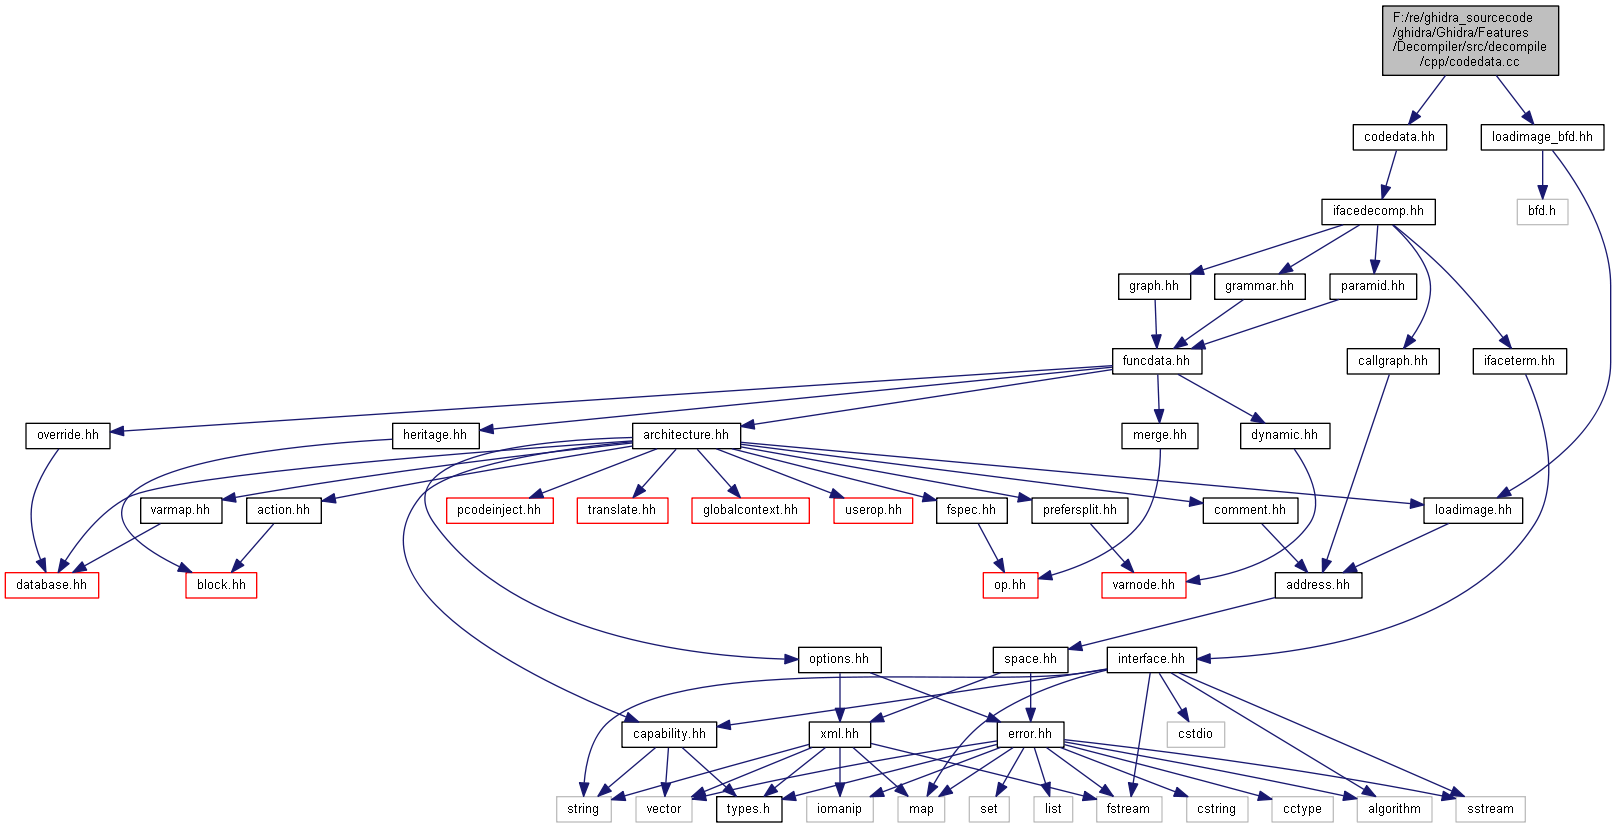 F:/re/ghidra_sourcecode
/ghidra/Ghidra/Features
/Decompiler/src/decompile
/cpp/codedata.cc
codedata.hh
loadimage_bfd.hh
ifacedecomp.hh
bfd.h
graph.hh
grammar.hh
paramid.hh
funcdata.hh
callgraph.hh
ifaceterm.hh
override.hh
heritage.hh
architecture.hh
merge.hh
dynamic.hh
varmap.hh
action.hh
pcodeinject.hh
translate.hh
globalcontext.hh
userop.hh
fspec.hh
prefersplit.hh
comment.hh
loadimage.hh
database.hh
block.hh
op.hh
varnode.hh
address.hh
options.hh
space.hh
interface.hh
capability.hh
xml.hh
error.hh
cstdio
string
vector
types.h
iomanip
map
set
list
fstream
cstring
cctype
algorithm
sstream